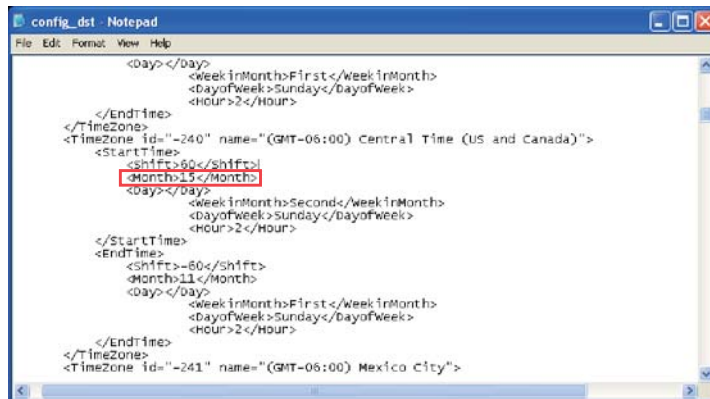 config_dst - Notepad
File Edit Format View Help
<Day></Day>
<WeekinMonth>First</WeekinMonth>
<DayofWeek>Sunday</DayofWeek>
<Hour>2</Hour>
</EndTime>
</TimeZone>
<TimeZone id="-240" name="(GMT-06:00) Central Time (US and Canada)">
<StartTime>
<Shift>60</Shift>
<Month>15</Month>
<Day></Day>
<WeekinMonth>Second</WeekinMonth>
<DayofWeek>Sunday</DayofWeek>
<Hour>2</Hour>
</StartTime>
<EndTime>
<Shift>-60</Shift>
<Month>11</Month>
<Day></Day>
<WeekinMonth>First</WeekinMonth>
<DayofWeek>Sunday</DayofWeek>
<Hour>2</Hour>
</EndTime>
</TimeZone>
<TimeZone id="-241" name="(GMT-06:00) Mexico City">